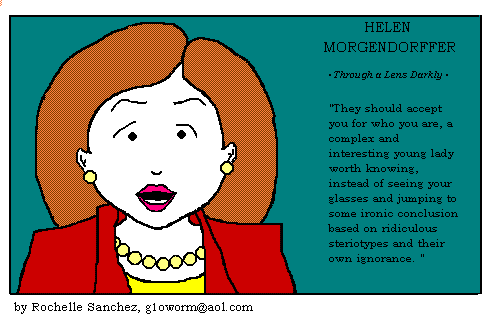 HELEN
MORGENDORFFER
•Through a Lens Darkly•
"They should accept
you for who you are, a
complex and
interesting young lady
worth knowing,
instead of seeing your
glasses and jumping to
some ironic conclusion
based on ridiculous
steriotypes and their
own ignorance. "
by Rochelle Sanchez, gloworm@aol.com